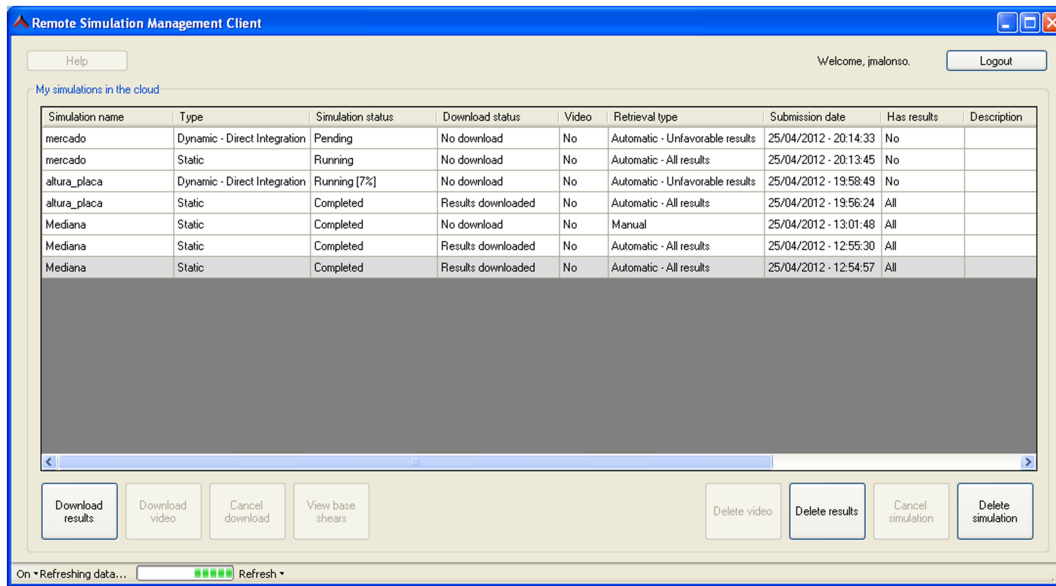 Remote Simulation Management Client
Help Welcome, jmalonso. Logout
My simulations in the cloud
Simulation name Type Simulation status Download status Video Retrieval type Submission date Has results Description
mercado Dynamic - Direct Integration Pending No download No Automatic - Unfavorable results 25/04/2012 - 20:14:33 No
mercado Static Running No download No Automatic - All results 25/04/2012 - 20:13:45 No
altura_placa Dynamic - Direct Integration Running [7%] No download No Automatic - Unfavorable results 25/04/2012 - 19:58:49 No
altura_placa Static Completed Results downloaded No Automatic - All results 25/04/2012 - 19:56:24 All
Mediana Static Completed No download No Manual 25/04/2012 - 13:01:48 All
Mediana Static Completed Results downloaded No Automatic - All results 25/04/2012 - 12:55:30 All
Mediana Static Completed Results downloaded No Automatic - All results 25/04/2012 - 12:54:57 All
Download results Download video Cancel download View base shears Delete video Delete results Cancel simulation Delete simulation
On Refreshing data... Refresh